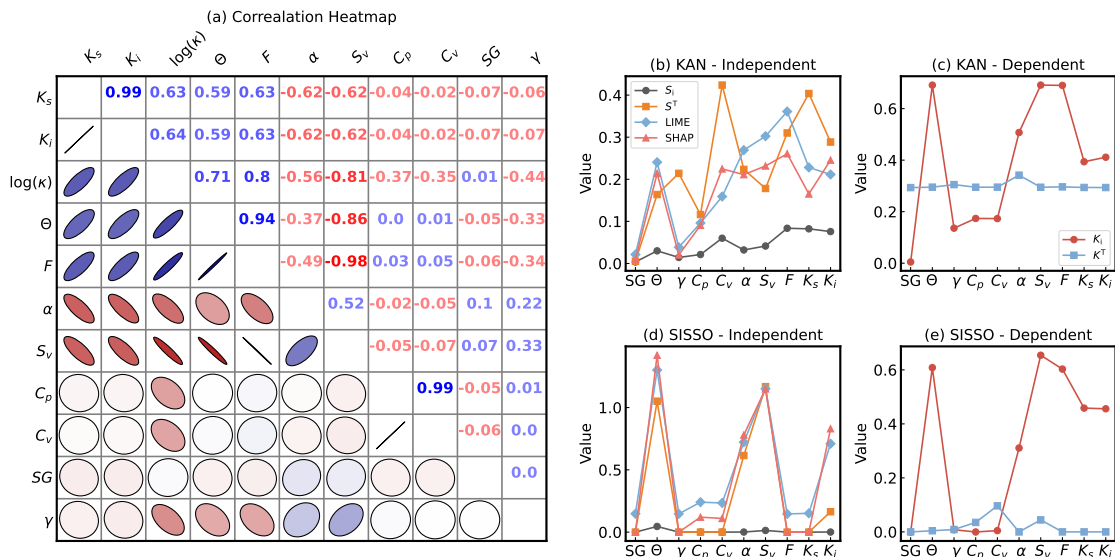 (a) Correalation Heatmap
K_s K_i log(κ) Θ F α S_v C_p C_v SG γ
K_s 0.99 0.63 0.59 0.63 -0.62 -0.62 -0.04 -0.02 -0.07 -0.06
K_i 0.64 0.59 0.63 -0.62 -0.62 -0.04 -0.02 -0.07 -0.07
log(κ) 0.71 0.8 -0.56 -0.81 -0.37 -0.35 0.01 -0.44
Θ 0.94 -0.37 -0.86 0.0 0.01 -0.05 -0.33
F -0.49 -0.98 0.03 0.05 -0.06 -0.34
α 0.52 -0.02 -0.05 0.1 0.22
S_v -0.05 -0.07 0.07 0.33
C_p 0.99 -0.05 0.01
C_v -0.06 0.0
SG 0.0
γ
(b) KAN - Independent
Value
0.4
0.3
0.2
0.1
0.0
S_i
S^T
LIME
SHAP
SG Θ γ C_p C_v α S_v F K_s K_i
(c) KAN - Dependent
Value
0.6
0.4
0.2
0.0
K_i
K^T
SG Θ γ C_p C_v α S_v F K_s K_i
(d) SISSO - Independent
Value
1.0
0.5
0.0
SG Θ γ C_p C_v α S_v F K_s K_i
(e) SISSO - Dependent
Value
0.6
0.4
0.2
0.0
SG Θ γ C_p C_v α S_v F K_s K_i